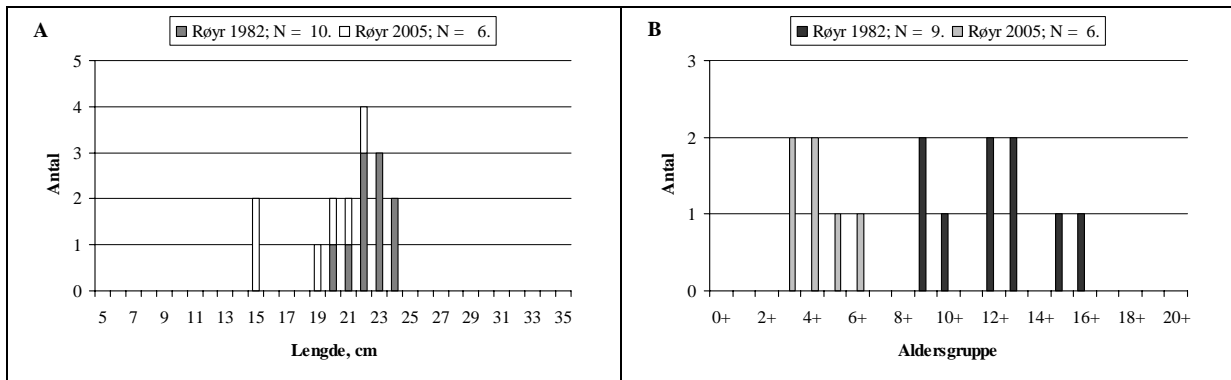 A
Røyr 1982; N = 10. Røyr 2005; N = 6.
5
4
3
2
1
0
Antal
5 7 9 11 13 15 17 19 21 23 25 27 29 31 33 35
Lengde, cm
B
Røyr 1982; N = 9. Røyr 2005; N = 6.
3
2
1
0
Antal
0+ 2+ 4+ 6+ 8+ 10+ 12+ 14+ 16+ 18+ 20+
Aldersgruppe